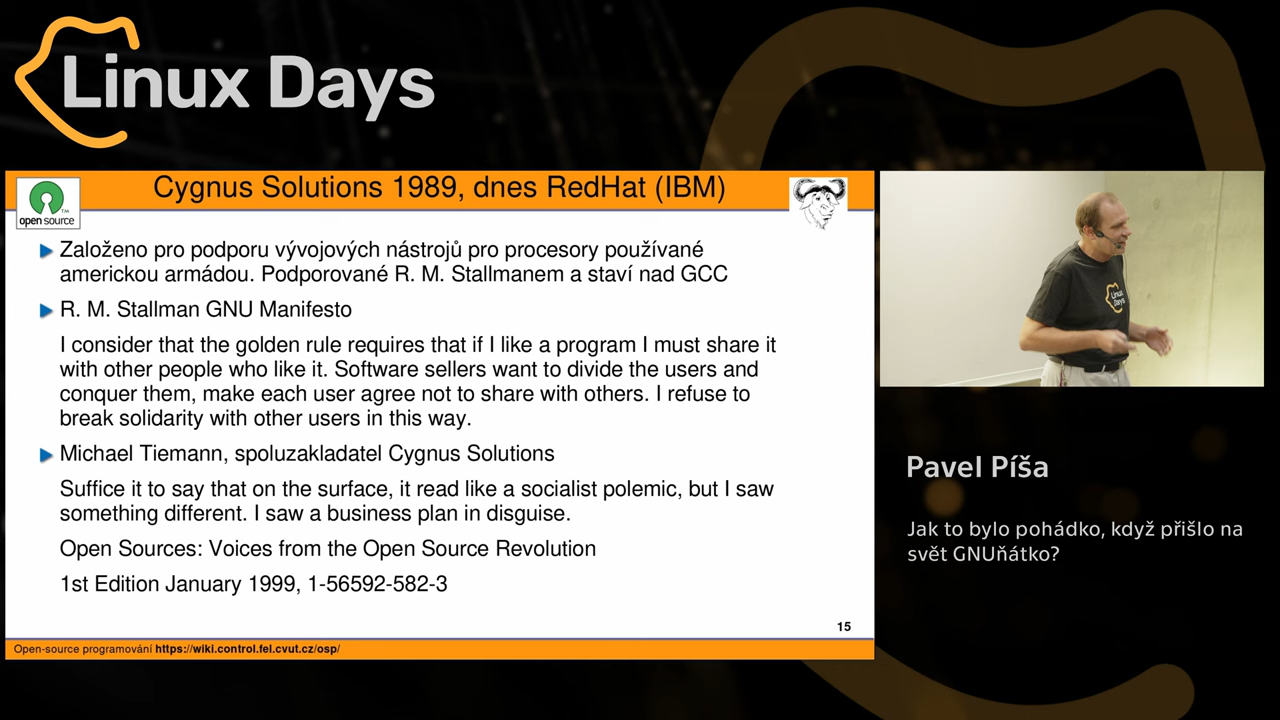 Linux Days
Cygnus Solutions 1989, dnes RedHat (IBM)
open source
TM
Založeno pro podporu vývojových nástrojů pro procesory používané
americkou armádou. Podporované R. M. Stallmanem a staví nad GCC
R. M. Stallman GNU Manifesto
I consider that the golden rule requires that if I like a program I must share it
with other people who like it. Software sellers want to divide the users and
conquer them, make each user agree not to share with others. I refuse to
break solidarity with other users in this way.
Michael Tiemann, spoluzakladatel Cygnus Solutions
Suffice it to say that on the surface, it read like a socialist polemic, but I saw
something different. I saw a business plan in disguise.
Open Sources: Voices from the Open Source Revolution
1st Edition January 1999, 1-56592-582-3
15
Open-source programování https://wiki.control.fel.cvut.cz/osp/
Linux
Days
Pavel Píša
Jak to bylo pohádko, když přišlo na
svět GNUňátko?